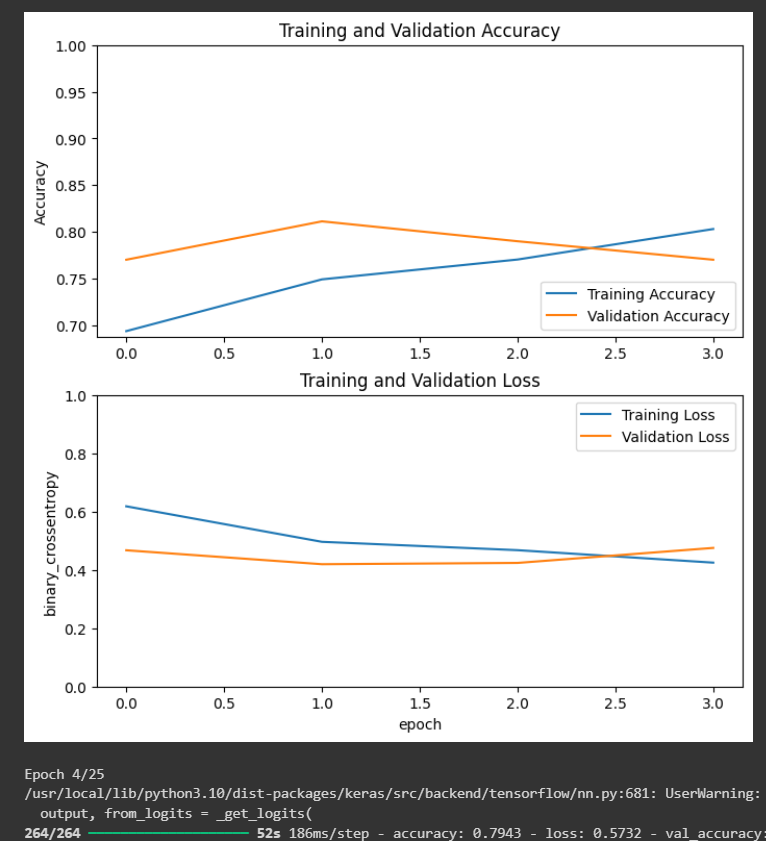 Training and Validation Accuracy
1.00
0.95
0.90
0.85
0.80
0.75
0.70
Accuracy
Training Accuracy
Validation Accuracy
0.0 0.5 1.0 1.5 2.0 2.5 3.0
Training and Validation Loss
1.0
0.8
0.6
0.4
0.2
0.0
binary_crossentropy
Training Loss
Validation Loss
0.0 0.5 1.0 1.5 2.0 2.5 3.0
epoch
Epoch 4/25
/usr/local/lib/python3.10/dist-packages/keras/src/backend/tensorflow/nn.py:681: UserWarning:
output, from_logits = _get_logits(
264/264 ━━━━━━━━━━━━━━━━━━━━ 52s 186ms/step - accuracy: 0.7943 - loss: 0.5732 - val_accuracy: